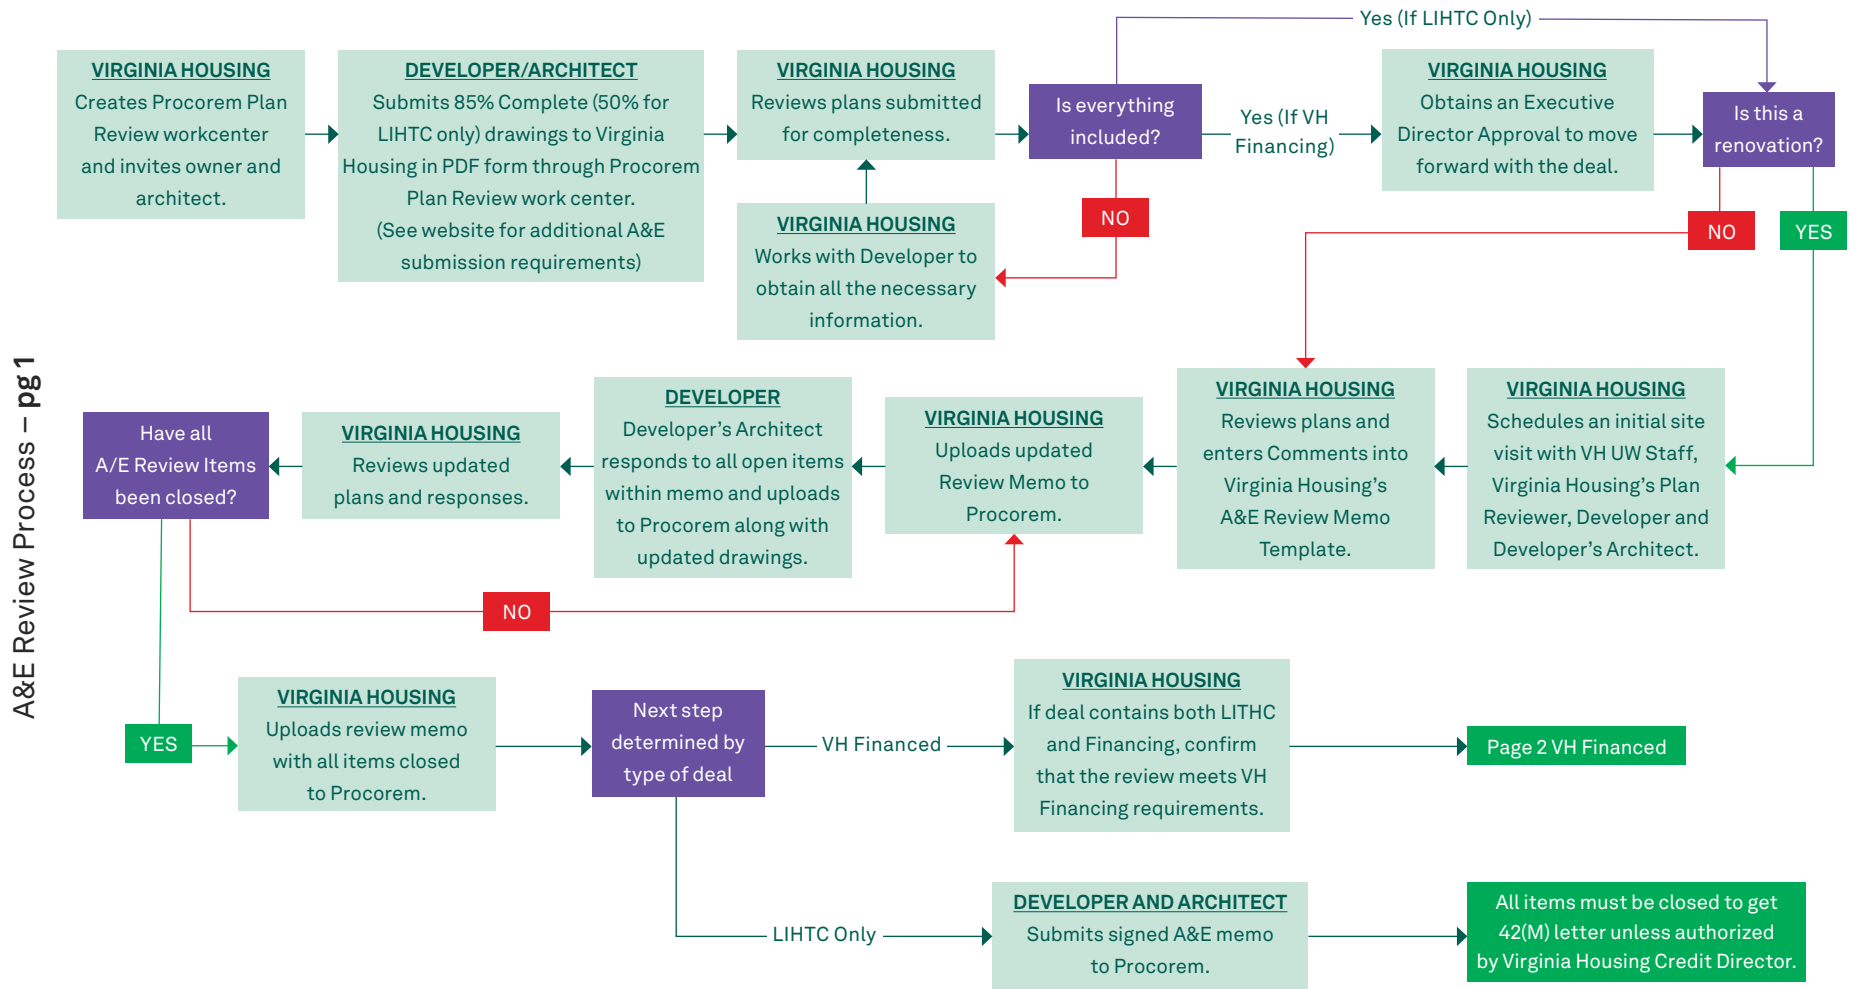 A&E Review Process – pg 1
Yes (If LIHTC Only)
VIRGINIA HOUSING
Creates Procorem Plan
Review workcenter
and invites owner and
architect.
DEVELOPER/ARCHITECT
Submits 85% Complete (50% for
LIHTC only) drawings to Virginia
Housing in PDF form through Procorem
Plan Review work center.
(See website for additional A&E
submission requirements)
VIRGINIA HOUSING
Reviews plans submitted
for completeness.
Is everything
included?
Yes (If VH
Financing)
VIRGINIA HOUSING
Obtains an Executive
Director Approval to move
forward with the deal.
Is this a
renovation?
NO
VIRGINIA HOUSING
Works with Developer to
obtain all the necessary
information.
NO
YES
VIRGINIA HOUSING
Schedules an initial site
visit with VH UW Staff,
Virginia Housing's Plan
Reviewer, Developer and
Developer's Architect.
VIRGINIA HOUSING
Reviews plans and
enters Comments into
Virginia Housing's
A&E Review Memo
Template.
VIRGINIA HOUSING
Uploads updated
Review Memo to
Procorem.
DEVELOPER
Developer's Architect
responds to all open items
within memo and uploads
to Procorem along with
updated drawings.
VIRGINIA HOUSING
Reviews updated
plans and responses.
Have all
A/E Review Items
been closed?
NO
YES
VIRGINIA HOUSING
Uploads review memo
with all items closed
to Procorem.
Next step
determined by
type of deal
VH Financed
VIRGINIA HOUSING
If deal contains both LITHC
and Financing, confirm
that the review meets VH
Financing requirements.
Page 2 VH Financed
LIHTC Only
DEVELOPER AND ARCHITECT
Submits signed A&E memo
to Procorem.
All items must be closed to get
42(M) letter unless authorized
by Virginia Housing Credit Director.